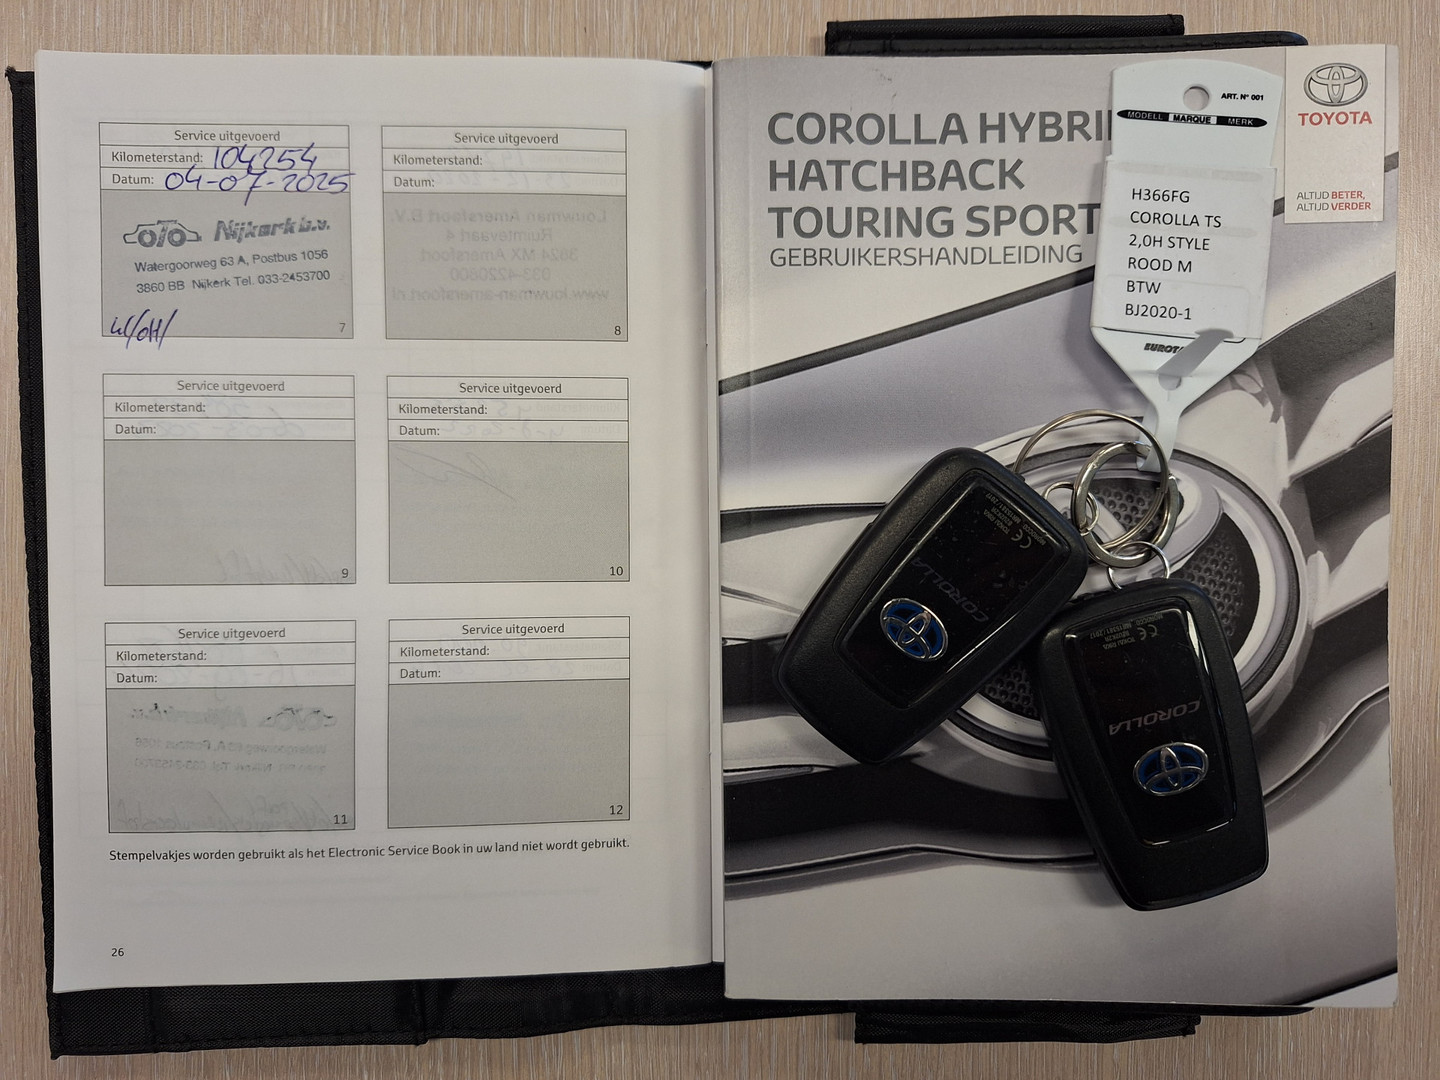 Service uitgevoerd
Kilometerstand: 104254
Datum: 04-07-2025
Nijkerk b.v.
Watergoorweg 63 A, Postbus 1056
3860 BB Nijkerk Tel. 033-2453700
7
Service uitgevoerd
Kilometerstand:
Datum:
8
Service uitgevoerd
Kilometerstand:
Datum:
9
Service uitgevoerd
Kilometerstand:
Datum:
10
Service uitgevoerd
Kilometerstand:
Datum:
11
Service uitgevoerd
Kilometerstand:
Datum:
12
Stempelvakjes worden gebruikt als het Electronic Service Book in uw land niet wordt gebruikt.
26
COROLLA HYBRI
HATCHBACK
TOURING SPORT
GEBRUIKERSHANDLEIDING
ART. N° 001
MODELL MARQUE MERK
H366FG
COROLLA TS
2,0H STYLE
ROOD M
BTW
BJ2020-1
TOYOTA
ALTIJD BETER,
ALTIJD VERDER
COROLLA
COROLLA